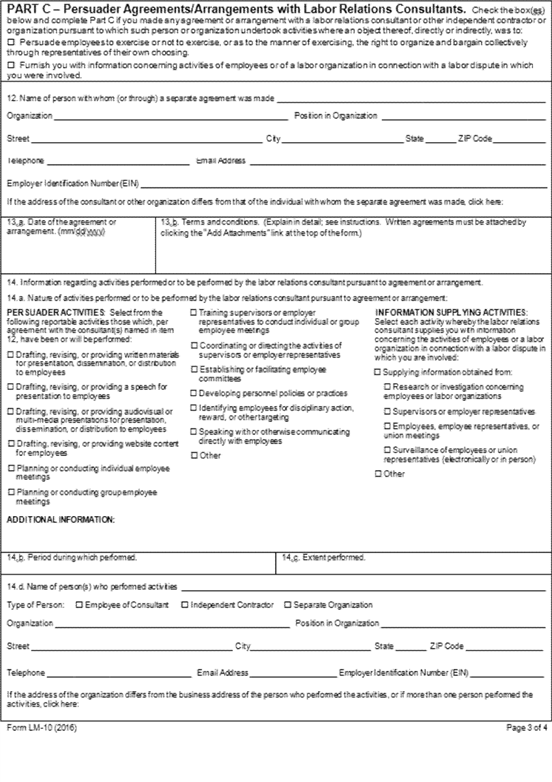 PART C – Persuader Agreements/Arrangements with Labor Relations Consultants. Check the box(es)
below and complete Part C if you made any agreement or arrangement with a labor relations consultant or other independent contractor or
organization pursuant to which such person or organization undertook activities where an object thereof, directly or indirectly, was to:
☐ Persuade employees to exercise or not to exercise, or as to the manner of exercising, the right to organize and bargain collectively
through representatives of their own choosing.
☐ Furnish you with information concerning activities of employees or of a labor organization in connection with a labor dispute in which
you were involved.
12. Name of person with whom (or through) a separate agreement was made
Organization Position in Organization
Street City State ZIP Code
Telephone Email Address
Employer Identification Number (EIN)
If the address of the consultant or other organization differs from that of the individual with whom the separate agreement was made, click here:
13.a. Date of the agreement or
arrangement. (mm/dd/yyyy)
13.b. Terms and conditions. (Explain in detail; see instructions. Written agreements must be attached by
clicking the "Add Attachments" link at the top of the form.)
14. Information regarding activities performed or to be performed by the labor relations consultant pursuant to agreement or arrangement.
14.a. Nature of activities performed or to be performed by the labor relations consultant pursuant to agreement or arrangement:
PERSUADER ACTIVITIES: Select from the
following reportable activities those which, per
agreement with the consultant(s) named in item
12, have been or will be performed:
☐ Drafting, revising, or providing written materials
for presentation, dissemination, or distribution
to employees
☐ Drafting, revising, or providing a speech for
presentation to employees
☐ Drafting, revising, or providing audiovisual or
multi-media presentations for presentation,
dissemination, or distribution to employees
☐ Drafting, revising, or providing website content
for employees
☐ Planning or conducting individual employee
meetings
☐ Planning or conducting group employee
meetings
☐ Training supervisors or employer
representatives to conduct individual or group
employee meetings
☐ Coordinating or directing the activities of
supervisors or employer representatives
☐ Establishing or facilitating employee
committees
☐ Developing personnel policies or practices
☐ Identifying employees for disciplinary action,
reward, or other targeting
☐ Speaking with or otherwise communicating
directly with employees
☐ Other
INFORMATION SUPPLYING ACTIVITIES:
Select each activity whereby the labor relations
consultant supplies you with information
concerning the activities of employees or a labor
organization in connection with a labor dispute in
which you are involved:
☐ Supplying information obtained from:
☐ Research or investigation concerning
employees or labor organizations
☐ Supervisors or employer representatives
☐ Employees, employee representatives, or
union meetings
☐ Surveillance of employees or union
representatives (electronically or in person)
☐ Other
ADDITIONAL INFORMATION:
14.b. Period during which performed. 14.c. Extent performed.
14.d. Name of person(s) who performed activities
Type of Person: ☐ Employee of Consultant ☐ Independent Contractor ☐ Separate Organization
Organization Position in Organization
Street City State ZIP Code
Telephone Email Address Employer Identification Number (EIN)
If the address of the organization differs from the business address of the person who performed the activities, or if more than one person performed the
activities, click here:
Form LM-10 (2016) Page 3 of 4